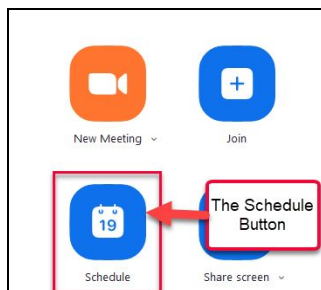 New Meeting
Join
19
The Schedule
Button
Schedule
Share screen